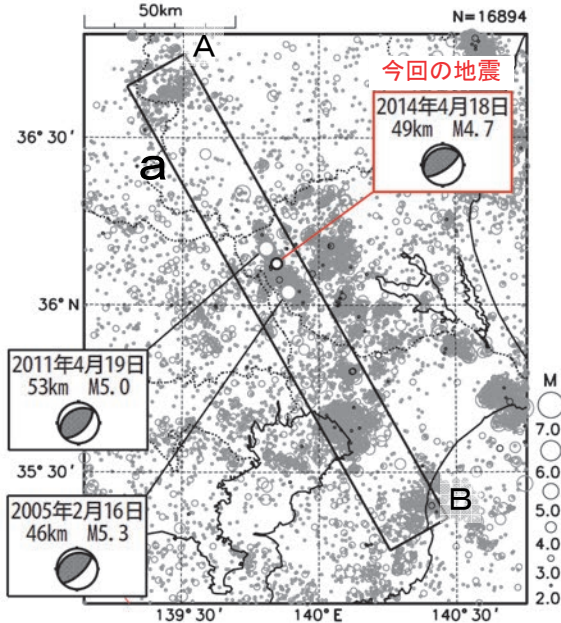 50km
N=16894
A
今回の地震
2014年4月18日
49km M4.7
36°30′
a
36°N
2011年4月19日
53km M5.0
M
7.0
6.0
5.0
4.0
3.0
2.0
35°30′
B
2005年2月16日
46km M5.3
139°30′
140°E
140°30′